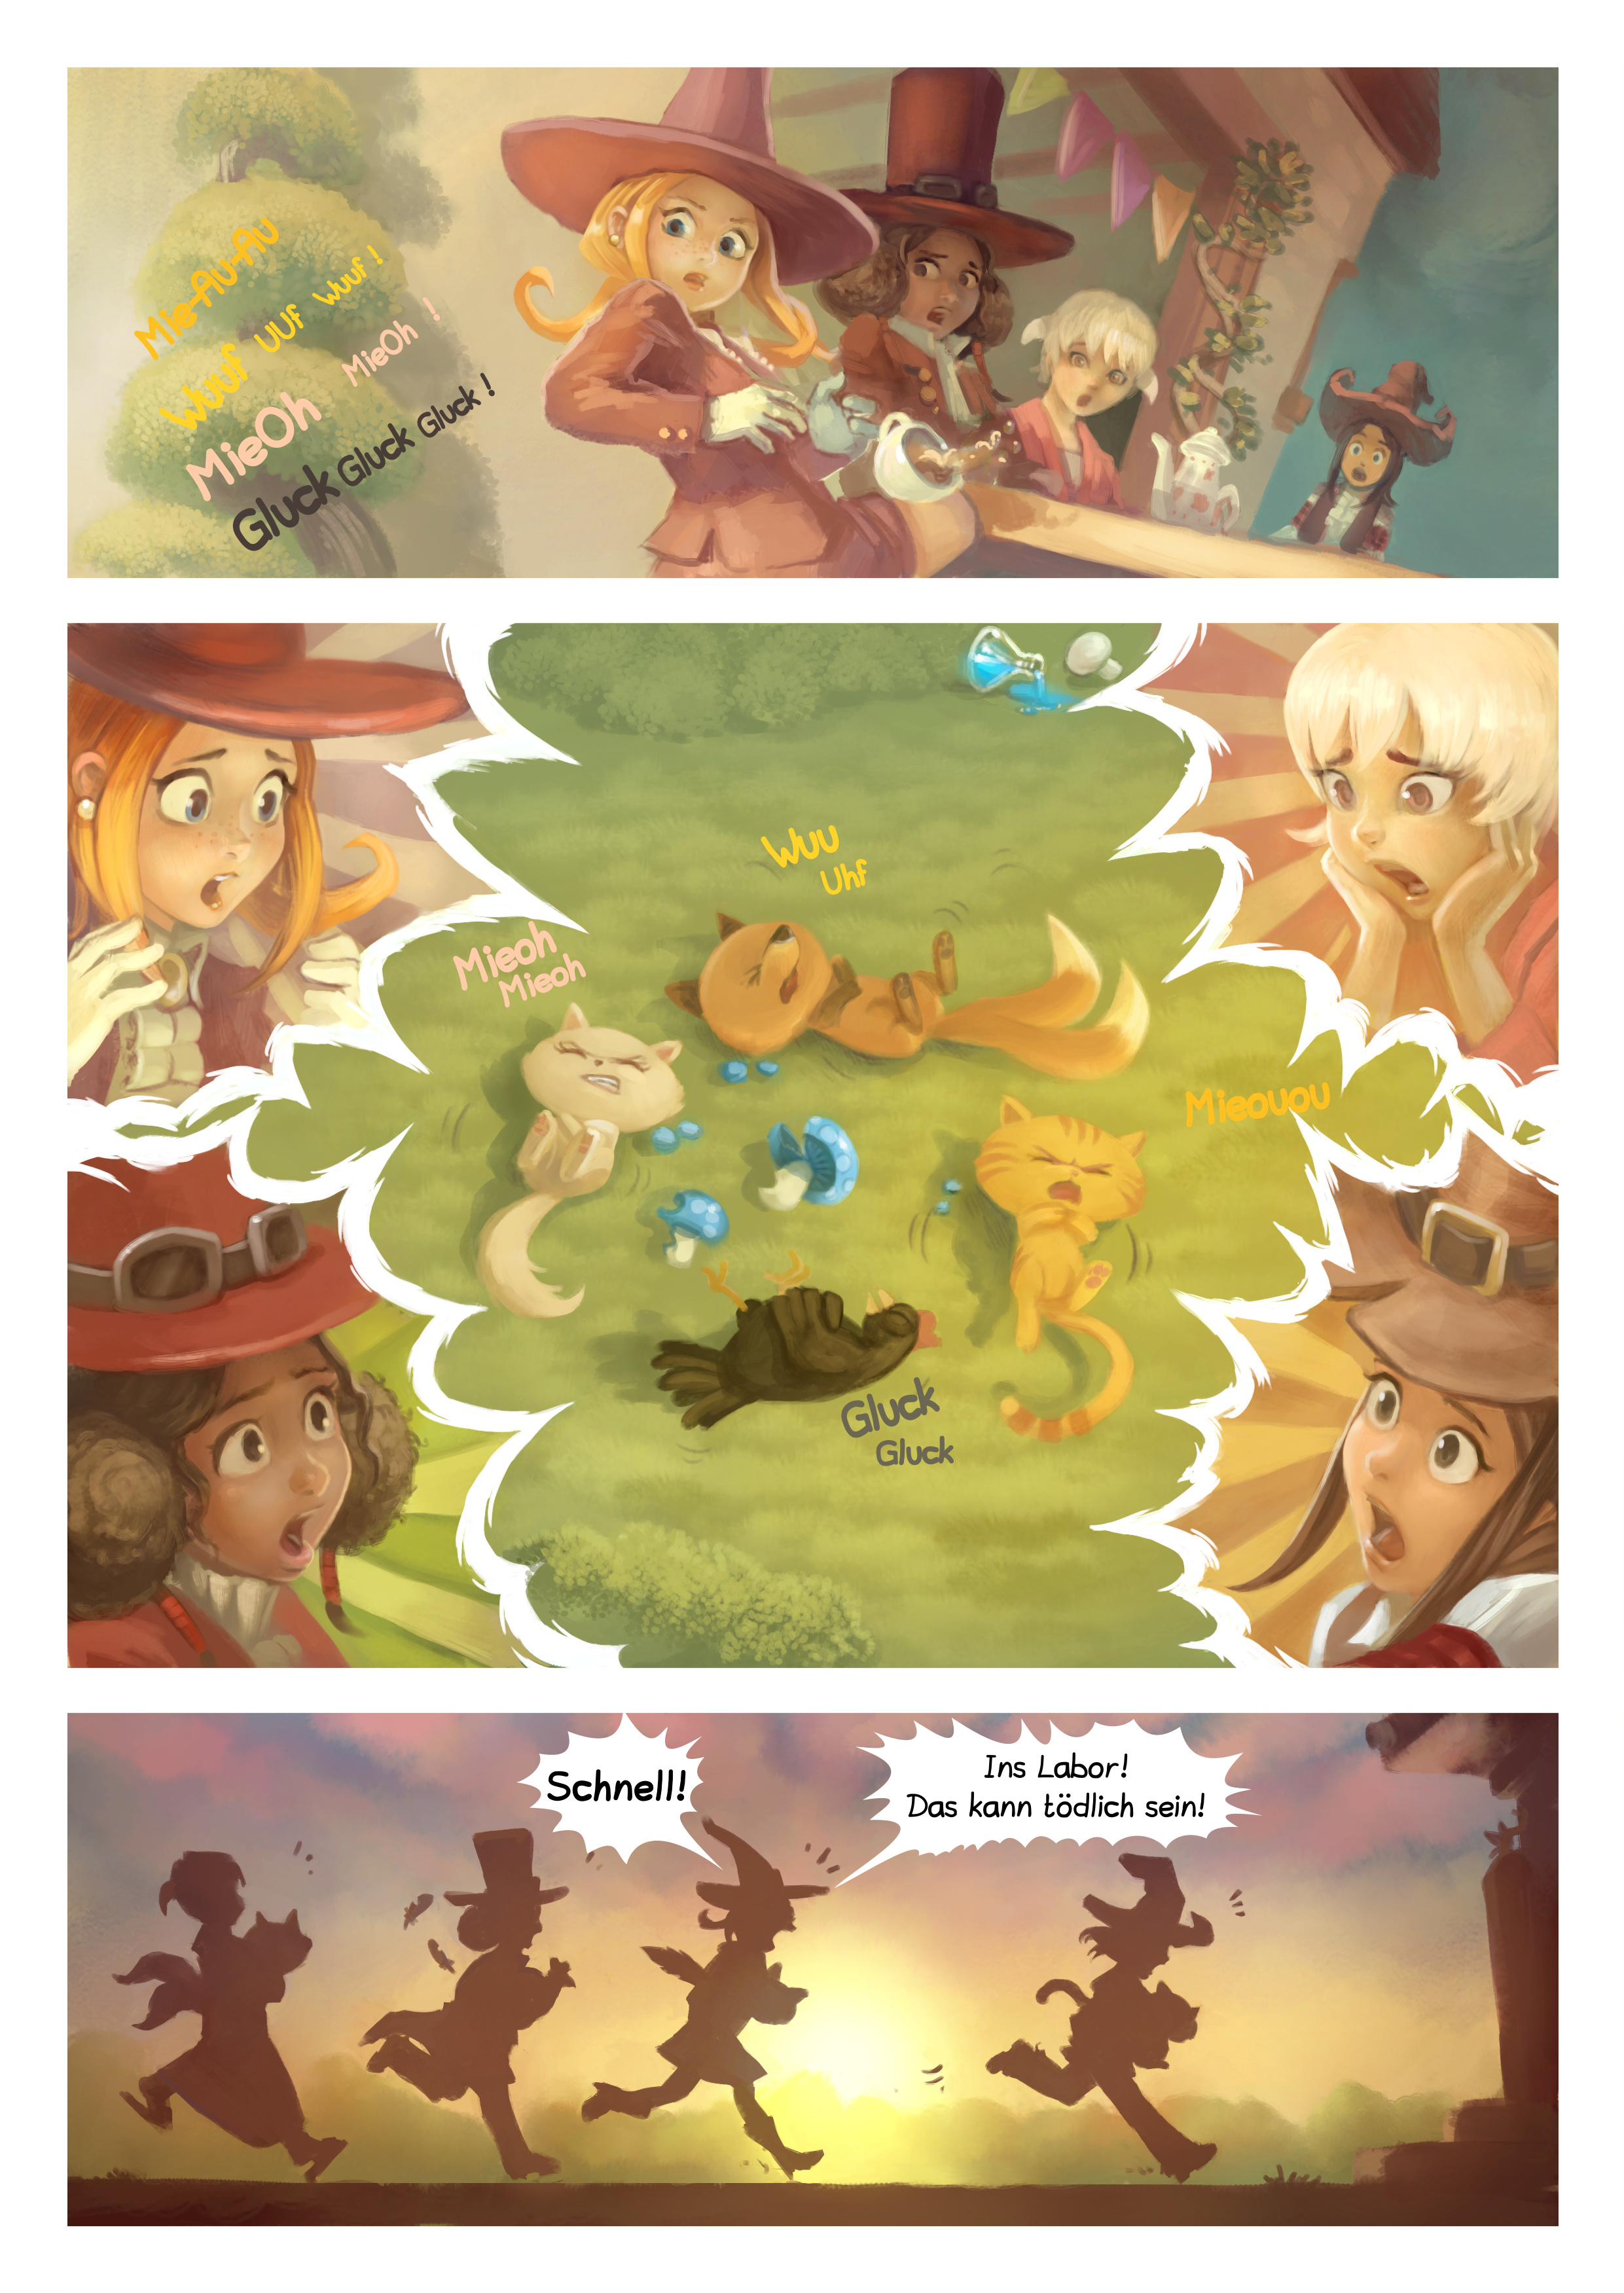 Mie-Au-Au
Wuuf uuf wuuf!
MieOh MieOh !
Gluck Gluck Gluck !
Wuu
Uhf
Mieoh
Mieoh
Mieouou
Gluck
Gluck
Schnell!
Ins Labor!
Das kann tödlich sein!